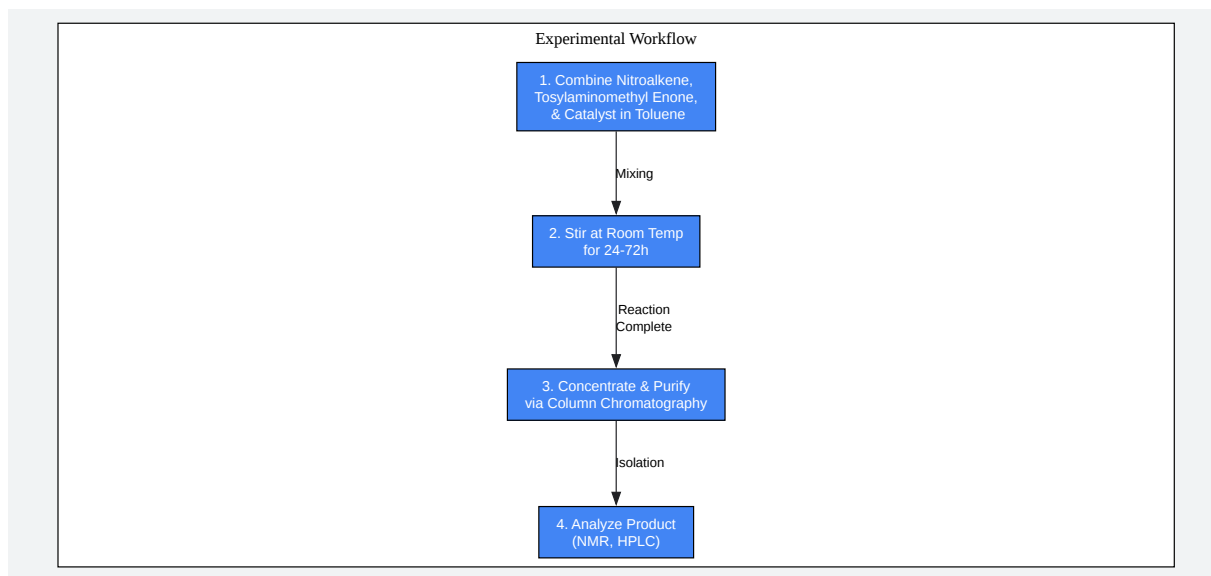 Experimental Workflow
1. Combine Nitroalkene,
Tosylaminomethyl Enone,
& Catalyst in Toluene
Mixing
2. Stir at Room Temp
for 24-72h
Reaction
Complete
3. Concentrate & Purify
via Column Chromatography
Isolation
4. Analyze Product
(NMR, HPLC)